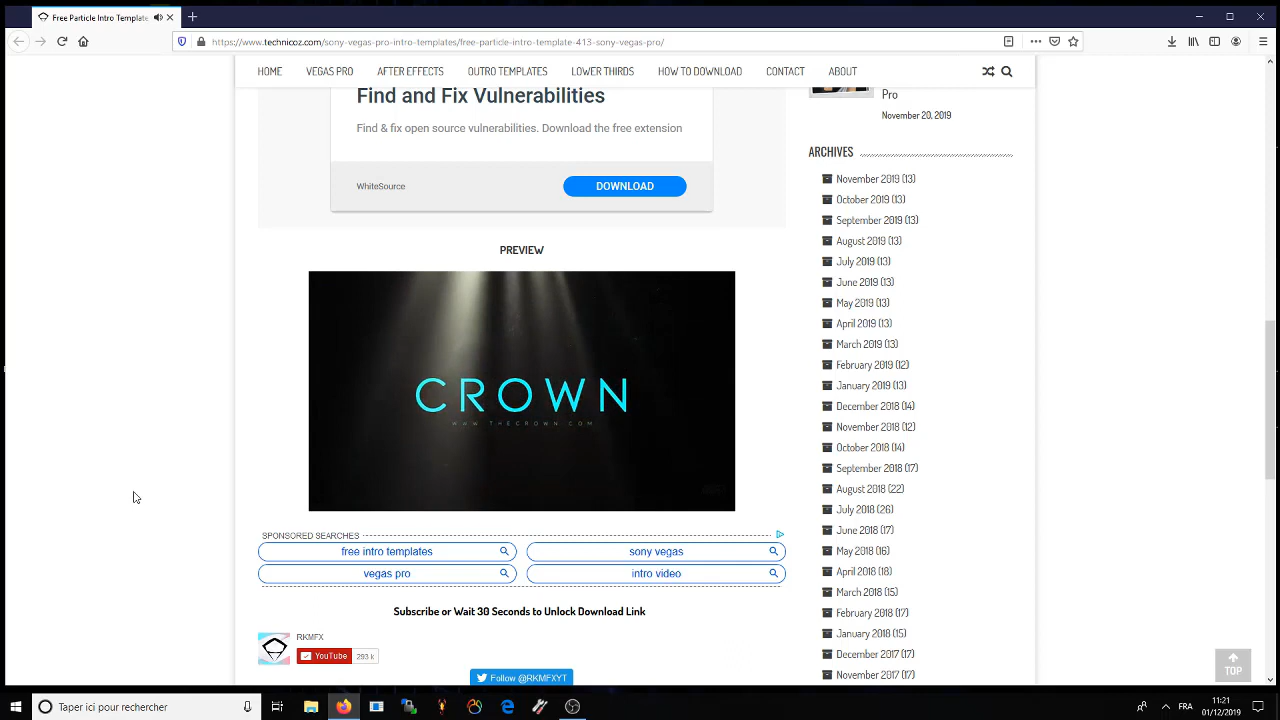 Free Particle Intro Template
https://www.technicoz.com/sony-vegas-pro-intro-templates/free-particle-intro-template-413-sony-vegas-pro/
HOME VEGAS PRO AFTER EFFECTS OUTRO TEMPLATES LOWER THIRDS HOW TO DOWNLOAD CONTACT ABOUT
Find and Fix Vulnerabilities
Find & fix open source vulnerabilities. Download the free extension
WhiteSource DOWNLOAD
PREVIEW
CROWN
WWW.THECROWN.COM
SPONSORED SEARCHES
free intro templates sony vegas
vegas pro intro video
Subscribe or Wait 30 Seconds to Unlock Download Link
RKMFX
YouTube 293 k
Follow @RKMFXYT
Pro
November 20, 2019
ARCHIVES
November 2019 (13)
October 2019 (13)
September 2019 (13)
August 2019 (13)
July 2019 (13)
June 2019 (13)
May 2019 (13)
April 2019 (13)
March 2019 (13)
February 2019 (12)
January 2019 (13)
December 2018 (14)
November 2018 (12)
October 2018 (14)
September 2018 (17)
August 2018 (22)
July 2018 (26)
June 2018 (17)
May 2018 (16)
April 2018 (18)
March 2018 (15)
February 2018 (17)
January 2018 (15)
December 2017 (17)
November 2017 (17)
TOP
Taper ici pour rechercher
FRA
11:21
01/12/2019